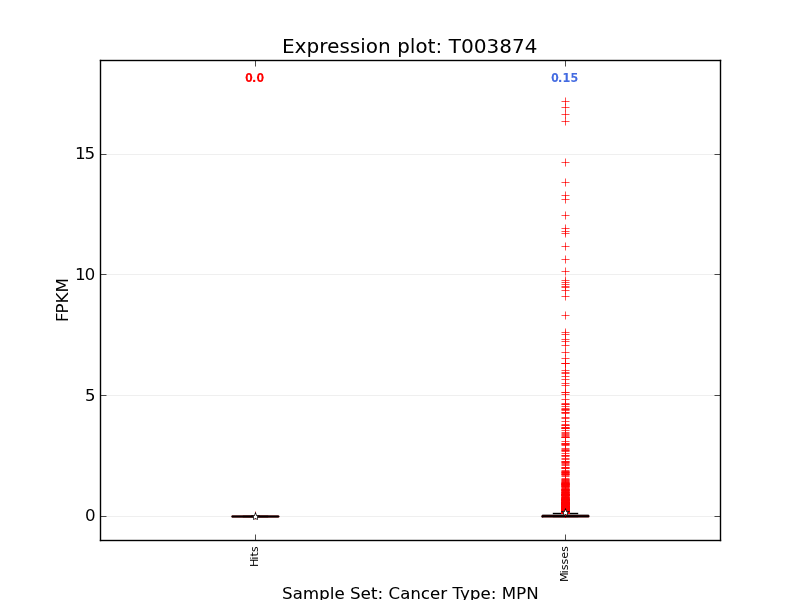 Expression plot: T003874
0.0
0.15
15
10
5
0
FPKM
Hits
Misses
Sample Set: Cancer Type: MPN